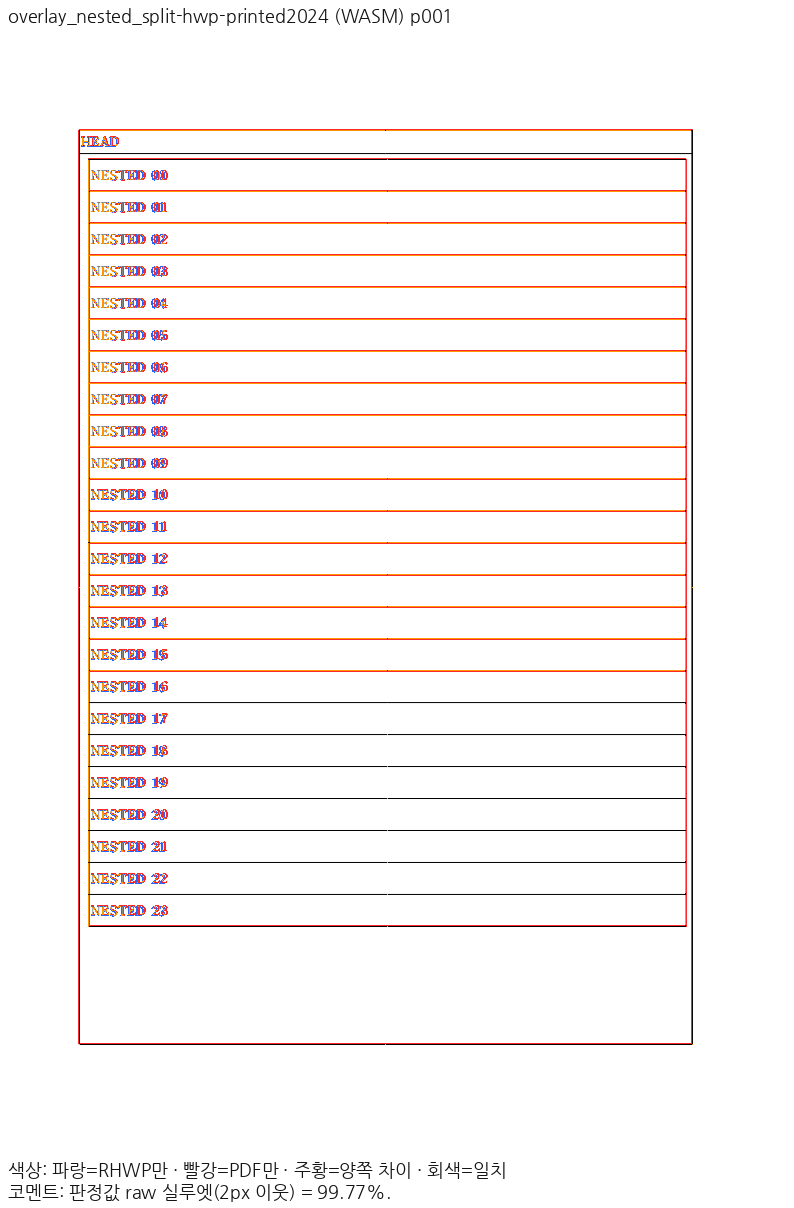 overlay_nested_split-hwp-printed2024 (WASM) p001
HEAD
NESTED 00
NESTED 01
NESTED 02
NESTED 03
NESTED 04
NESTED 05
NESTED 06
NESTED 07
NESTED 08
NESTED 09
NESTED 10
NESTED 11
NESTED 12
NESTED 13
NESTED 14
NESTED 15
NESTED 16
NESTED 17
NESTED 18
NESTED 19
NESTED 20
NESTED 21
NESTED 22
NESTED 23
색상: 파랑=RHWP만 · 빨강=PDF만 · 주황=양쪽 차이 · 회색=일치
코멘트: 판정값 raw 실루엣(2px 이웃) = 99.77%.